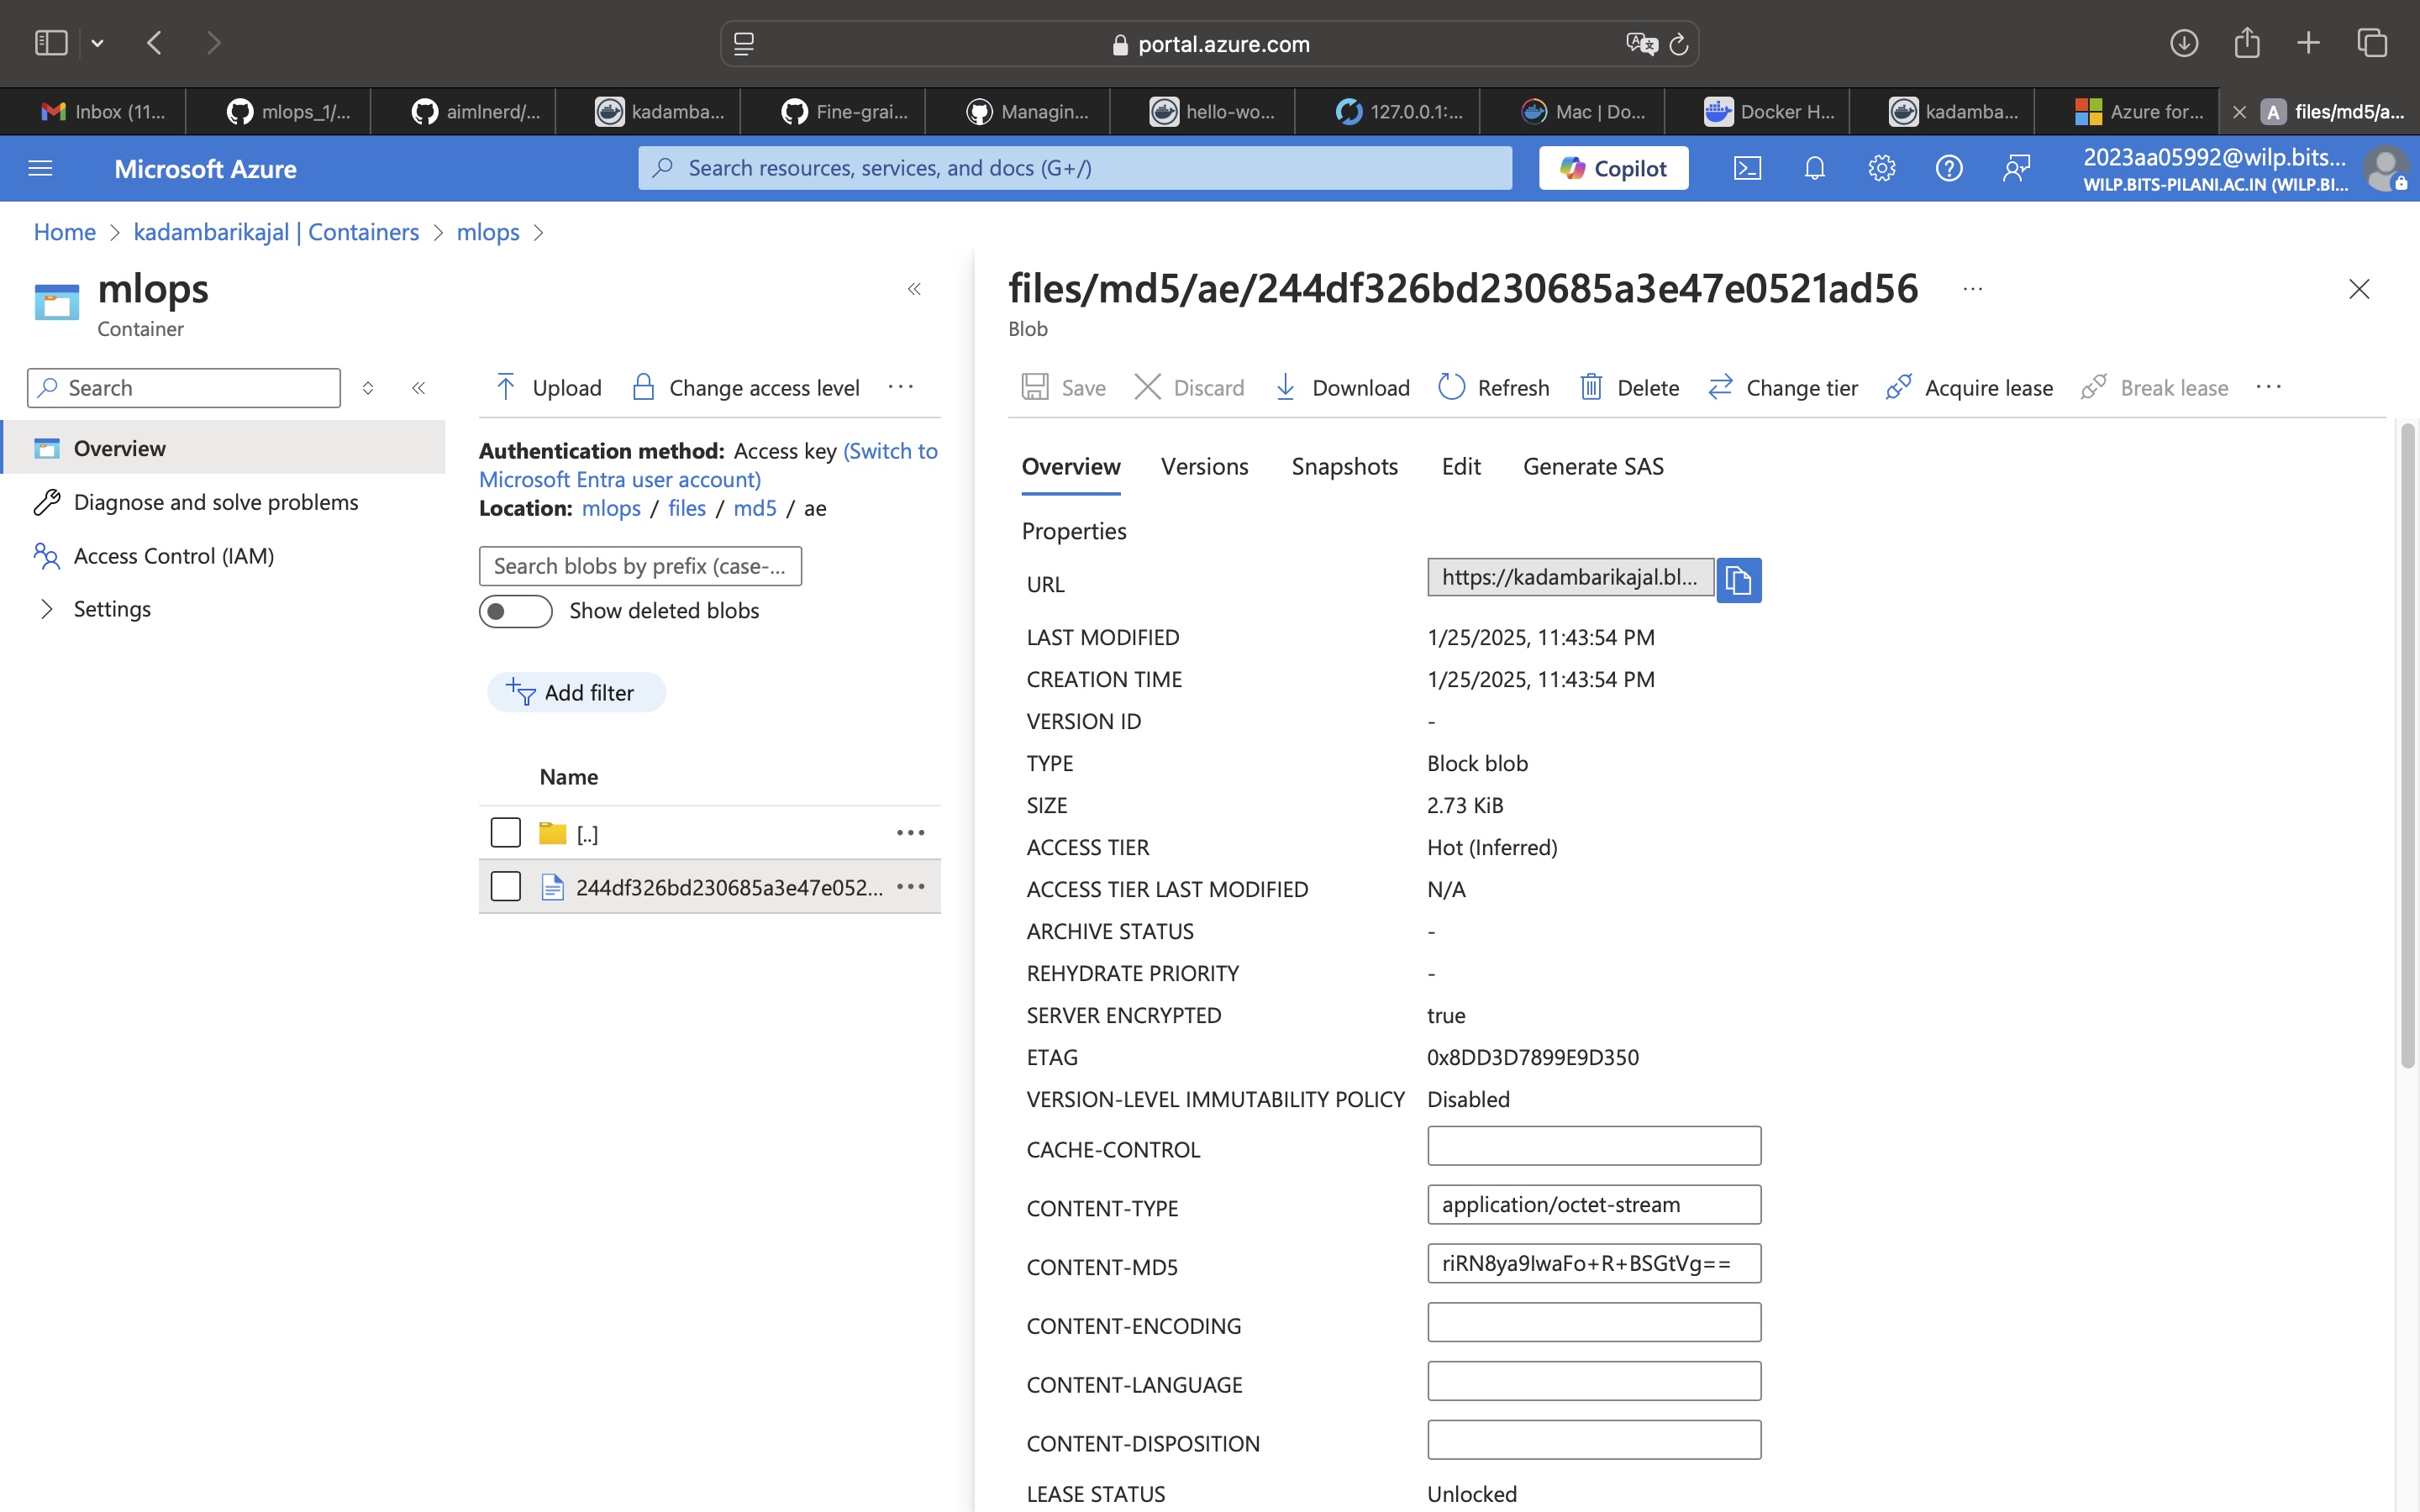 portal.azure.com
Inbox (11...
mlops_1/...
aimlnerd/...
kadamba...
Fine-grai...
Managin...
hello-wo...
127.0.0.1:...
Mac | Do...
Docker H...
kadamba...
Azure for...
A files/md5/a...
Microsoft Azure
Search resources, services, and docs (G+/)
Copilot
2023aa05992@wilp.bits...
WILP.BITS-PILANI.AC.IN (WILP.BI...
Home > kadambarikajal | Containers > mlops >
mlops
Container
Search
Overview
Diagnose and solve problems
Access Control (IAM)
Settings
Upload Change access level ...
Authentication method: Access key (Switch to
Microsoft Entra user account)
Location: mlops / files / md5 / ae
Search blobs by prefix (case-...
Show deleted blobs
Add filter
Name
[..]
244df326bd230685a3e47e052...
files/md5/ae/244df326bd230685a3e47e0521ad56 ...
Blob
Save Discard Download Refresh Delete Change tier Acquire lease Break lease ...
Overview Versions Snapshots Edit Generate SAS
Properties
URL https://kadambarikajal.bl...
LAST MODIFIED 1/25/2025, 11:43:54 PM
CREATION TIME 1/25/2025, 11:43:54 PM
VERSION ID -
TYPE Block blob
SIZE 2.73 KiB
ACCESS TIER Hot (Inferred)
ACCESS TIER LAST MODIFIED N/A
ARCHIVE STATUS -
REHYDRATE PRIORITY -
SERVER ENCRYPTED true
ETAG 0x8DD3D7899E9D350
VERSION-LEVEL IMMUTABILITY POLICY Disabled
CACHE-CONTROL
CONTENT-TYPE application/octet-stream
CONTENT-MD5 riRN8ya9IwaFo+R+BSGtVg==
CONTENT-ENCODING
CONTENT-LANGUAGE
CONTENT-DISPOSITION
LEASE STATUS Unlocked